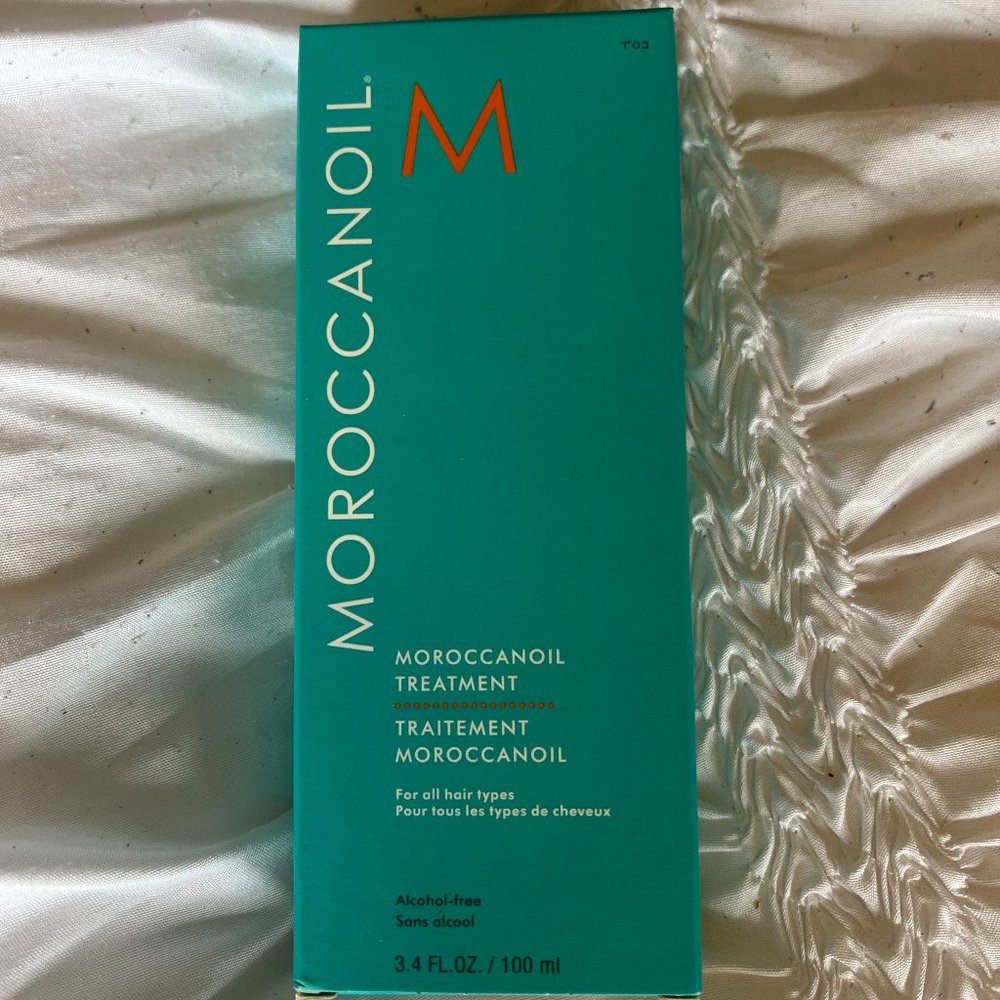 MOROCCANOIL®
M
MOROCCANOIL
TREATMENT
TRAITEMENT
MOROCCANOIL
For all hair types
Pour tous les types de cheveux
Alcohol-free
Sans alcool
3.4 FL.OZ. / 100 ml